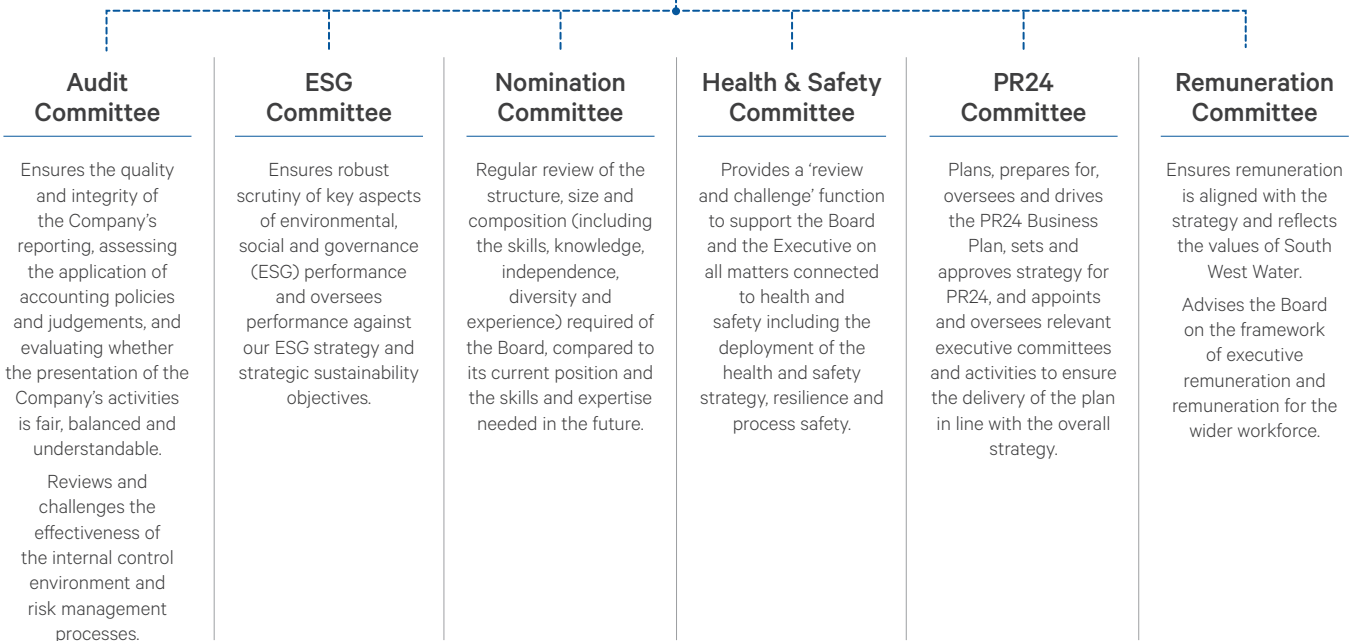 Audit
Committee
Ensures the quality
and integrity of
the Company’s
reporting, assessing
the application of
accounting policies
and judgements, and
evaluating whether
the presentation of the
Company’s activities
is fair, balanced and
understandable.
Reviews and
challenges the
effectiveness of
the internal control
environment and
risk management
processes.
ESG
Committee
Ensures robust
scrutiny of key aspects
of environmental,
social and governance
(ESG) performance
and oversees
performance against
our ESG strategy and
strategic sustainability
objectives.
Nomination
Committee
Regular review of the
structure, size and
composition (including
the skills, knowledge,
independence,
diversity and
experience) required of
the Board, compared to
its current position and
the skills and expertise
needed in the future.
Health & Safety
Committee
Provides a ‘review
and challenge’ function
to support the Board
and the Executive on
all matters connected
to health and
safety including the
deployment of the
health and safety
strategy, resilience and
process safety.
PR24
Committee
Plans, prepares for,
oversees and drives
the PR24 Business
Plan, sets and
approves strategy for
PR24, and appoints
and oversees relevant
executive committees
and activities to ensure
the delivery of the plan
in line with the overall
strategy.
Remuneration
Committee
Ensures remuneration
is aligned with the
strategy and reflects
the values of South
West Water.
Advises the Board
on the framework
of executive
remuneration and
remuneration for the
wider workforce.